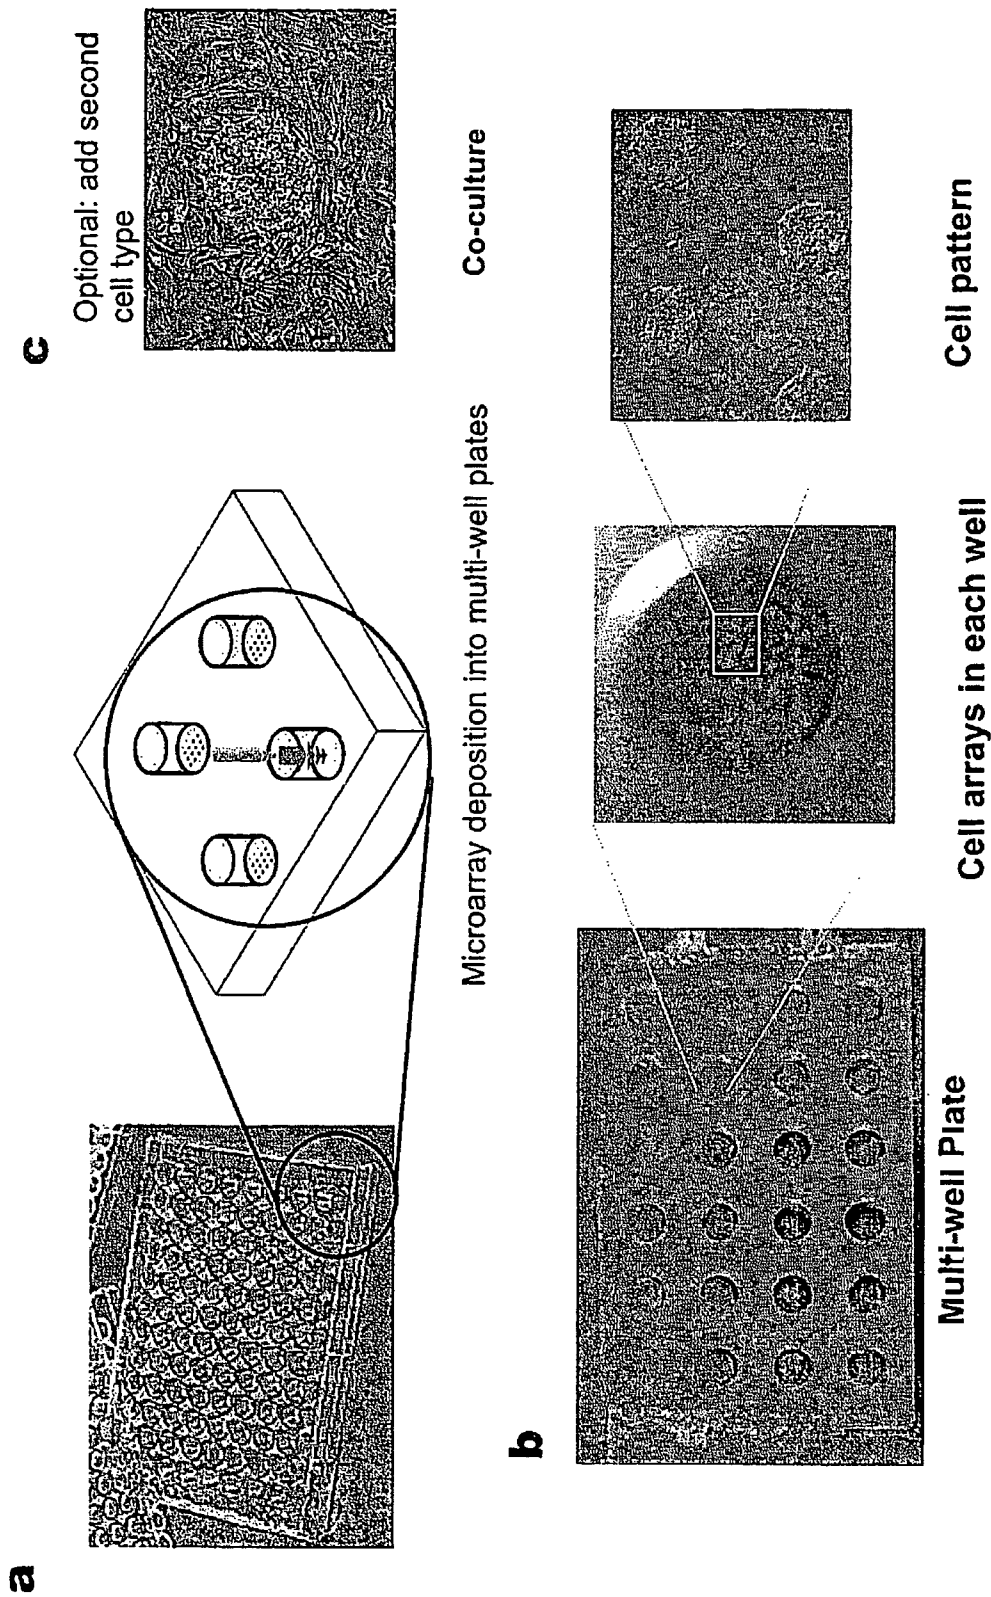 a
Microarray deposition into multi-well plates
c
Optional: add second
cell type
Co-culture
b
Multi-well Plate
Cell arrays in each well
Cell pattern